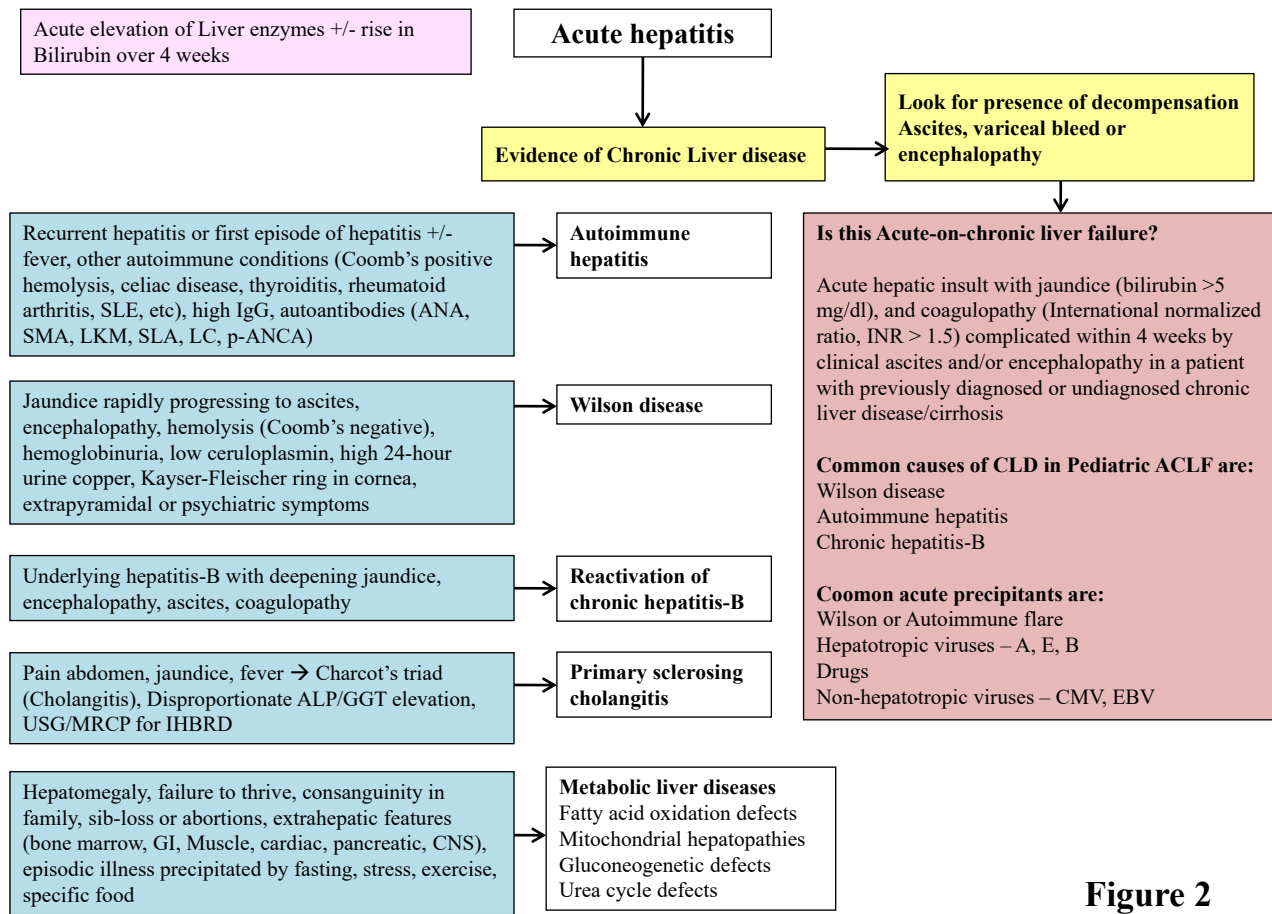 Acute elevation of Liver enzymes +/- rise in
Bilirubin over 4 weeks
Acute hepatitis
Evidence of Chronic Liver disease
Look for presence of decompensation
Ascites, variceal bleed or
encephalopathy
Recurrent hepatitis or first episode of hepatitis +/-
fever, other autoimmune conditions (Coomb's positive
hemolysis, celiac disease, thyroiditis, rheumatoid
arthritis, SLE, etc), high IgG, autoantibodies (ANA,
SMA, LKM, SLA, LC, p-ANCA)
Autoimmune
hepatitis
Jaundice rapidly progressing to ascites,
encephalopathy, hemolysis (Coomb's negative),
hemoglobinuria, low ceruloplasmin, high 24-hour
urine copper, Kayser-Fleischer ring in cornea,
extrapyramidal or psychiatric symptoms
Wilson disease
Underlying hepatitis-B with deepening jaundice,
encephalopathy, ascites, coagulopathy
Reactivation of
chronic hepatitis-B
Pain abdomen, jaundice, fever → Charcot's triad
(Cholangitis), Disproportionate ALP/GGT elevation,
USG/MRCP for IHBRD
Primary sclerosing
cholangitis
Hepatomegaly, failure to thrive, consanguinity in
family, sib-loss or abortions, extrahepatic features
(bone marrow, GI, Muscle, cardiac, pancreatic, CNS),
episodic illness precipitated by fasting, stress, exercise,
specific food
Metabolic liver diseases
Fatty acid oxidation defects
Mitochondrial hepatopathies
Gluconeogenetic defects
Urea cycle defects
Is this Acute-on-chronic liver failure?
Acute hepatic insult with jaundice (bilirubin >5
mg/dl), and coagulopathy (International normalized
ratio, INR > 1.5) complicated within 4 weeks by
clinical ascites and/or encephalopathy in a patient
with previously diagnosed or undiagnosed chronic
liver disease/cirrhosis
Common causes of CLD in Pediatric ACLF are:
Wilson disease
Autoimmune hepatitis
Chronic hepatitis-B
Coomon acute precipitants are:
Wilson or Autoimmune flare
Hepatotropic viruses – A, E, B
Drugs
Non-hepatotropic viruses – CMV, EBV
Figure 2